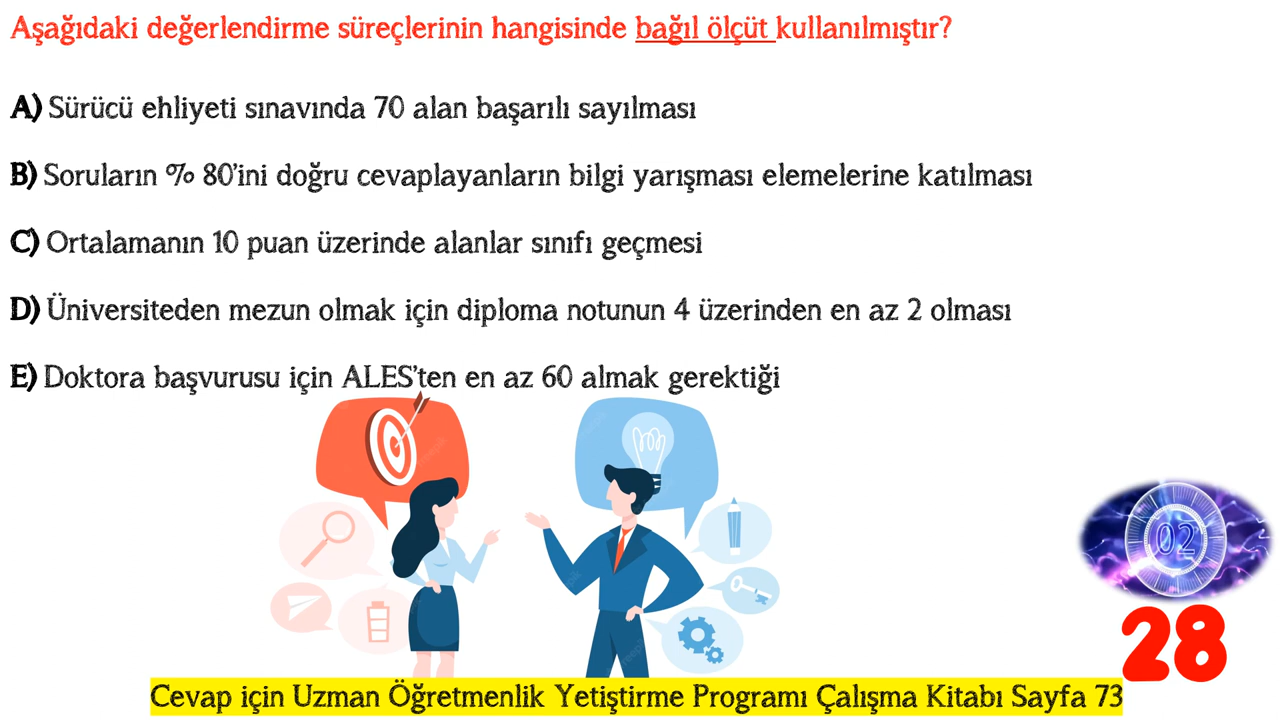 Aşağıdaki değerlendirme süreçlerinin hangisinde bağıl ölçüt kullanılmıştır?
A) Sürücü ehliyeti sınavında 70 alan başarılı sayılması
B) Soruların % 80'ini doğru cevaplayanların bilgi yarışması elemelerine katılması
C) Ortalamanın 10 puan üzerinde alanlar sınıfı geçmesi
D) Üniversiteden mezun olmak için diploma notunun 4 üzerinden en az 2 olması
E) Doktora başvurusu için ALES'ten en az 60 almak gerektiği
02
28
Cevap için Uzman Öğretmenlik Yetiştirme Programı Çalışma Kitabı Sayfa 73